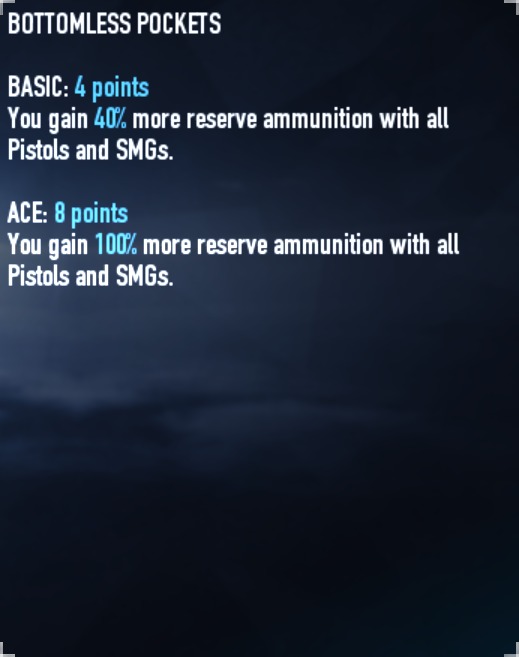 BOTTOMLESS POCKETS
BASIC: 4 points
You gain 40% more reserve ammunition with all
Pistols and SMGs.
ACE: 8 points
You gain 100% more reserve ammunition with all
Pistols and SMGs.